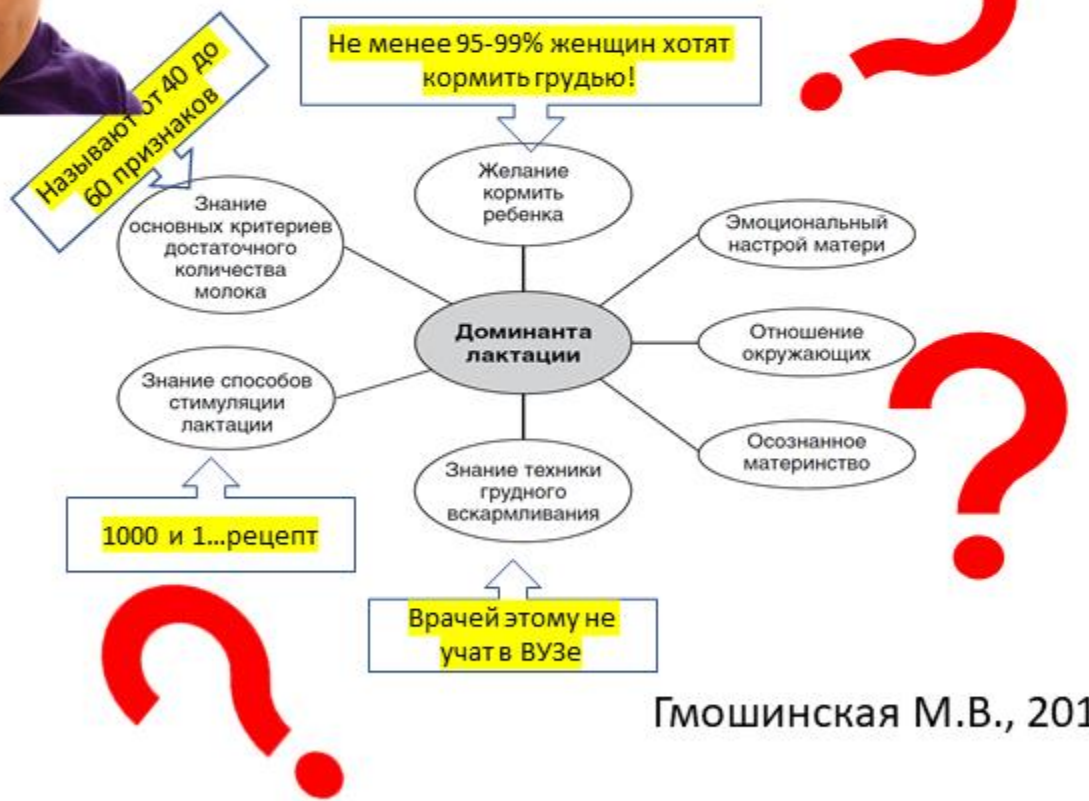 Не менее 95-99% женщин хотят
кормить грудью!
Называют от 40 до
60 признаков
Желание
кормить
ребенка
Знание
основных критериев
достаточного
количества
молока
Эмоциональный
настрой матери
Доминанта
лактации
Отношение
окружающих
Знание способов
стимуляции
лактации
Осознанное
материнство
Знание техники
грудного
вскармливания
1000 и 1...рецепт
Врачей этому не
учат в ВУЗе
Гмошинская М.В., 201